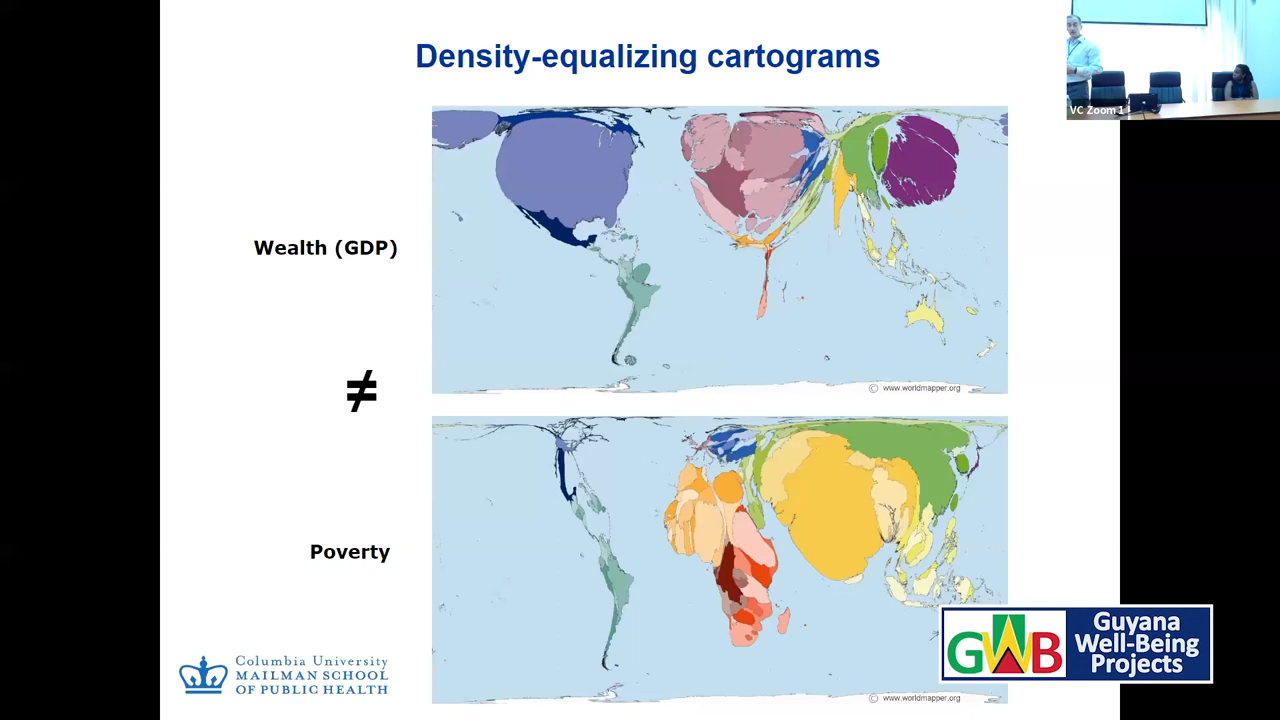 Density-equalizing cartograms
VC Zoom 1
Wealth (GDP)
© www.worldmapper.org
≠
Poverty
© www.worldmapper.org
Columbia University
MAILMAN SCHOOL
OF PUBLIC HEALTH
GWB
Guyana
Well-Being
Projects